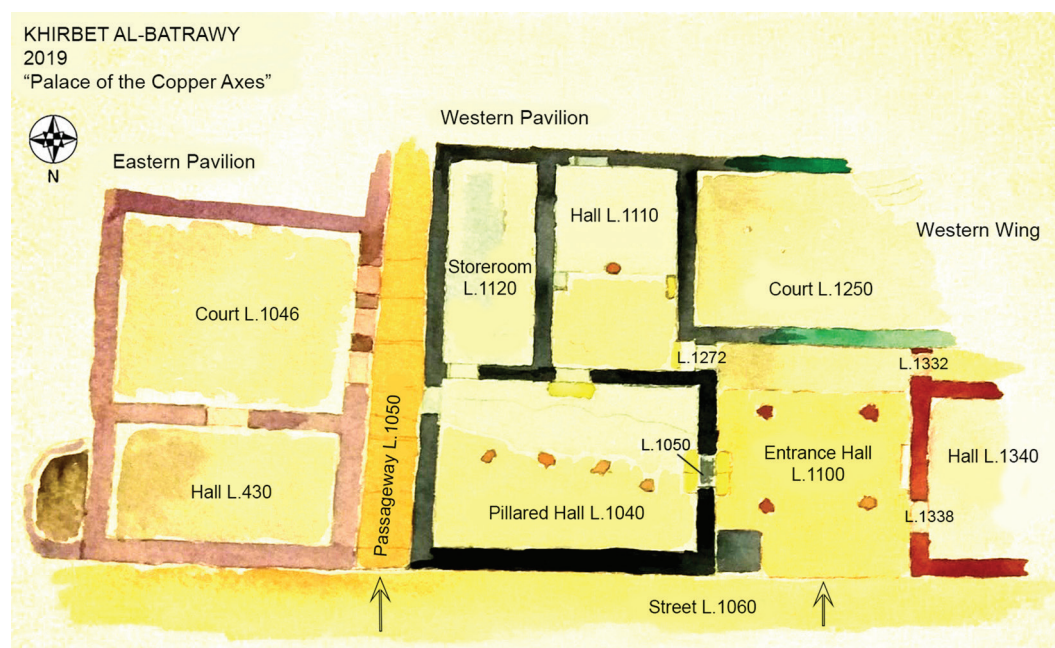 KHIRBET AL-BATRAWY
2019
“Palace of the Copper Axes”
N
Eastern Pavilion
Western Pavilion
Western Wing
Court L.1046
Hall L.430
Passageway L.1050
Storeroom
L.1120
Hall L.1110
Court L.1250
L.1272
L.1332
L.1050
Pillared Hall L.1040
Entrance Hall
L.1100
Hall L.1340
L.1338
Street L.1060